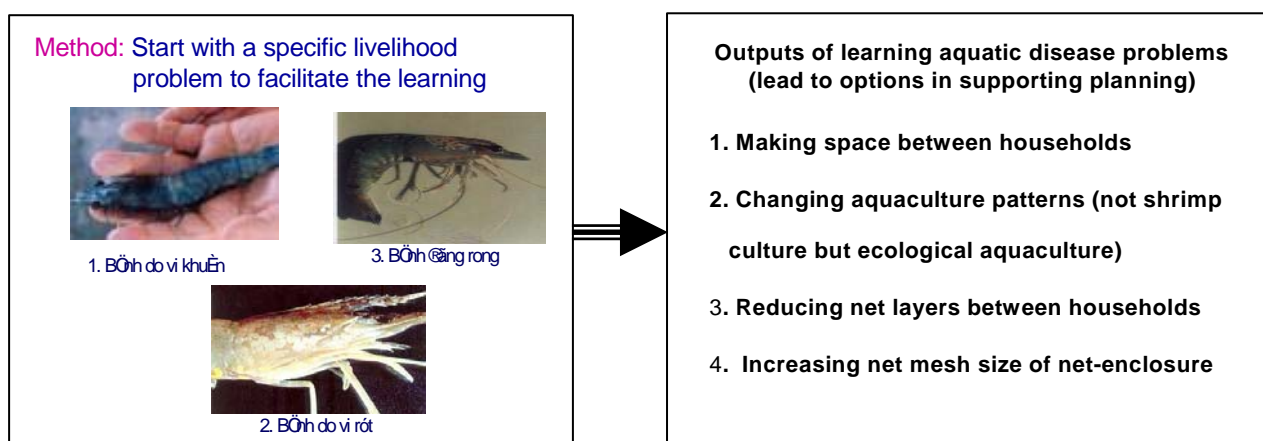 Method: Start with a specific livelihood
problem to facilitate the learning
1. BÖnh do vi khuÈn
3. BÖnh ®ãng rong
2. BÖnh do vi rót
Outputs of learning aquatic disease problems
(lead to options in supporting planning)
1. Making space between households
2. Changing aquaculture patterns (not shrimp
culture but ecological aquaculture)
3. Reducing net layers between households
4. Increasing net mesh size of net-enclosure